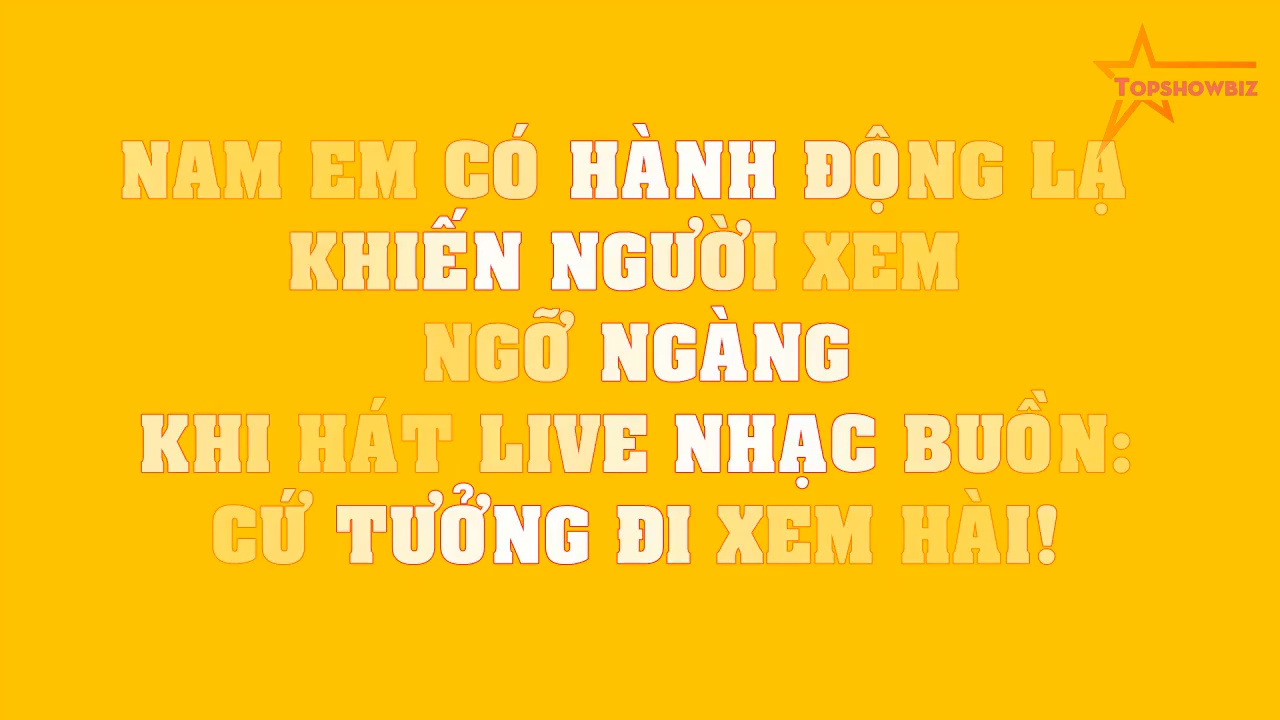 TOPSHOWBIZ
NAM EM CÓ HÀNH ĐỘNG LẠ
KHIẾN NGƯỜI XEM
NGỠ NGÀNG
KHI HÁT LIVE NHẠC BUỒN:
CỨ TƯỞNG ĐI XEM HÀI!